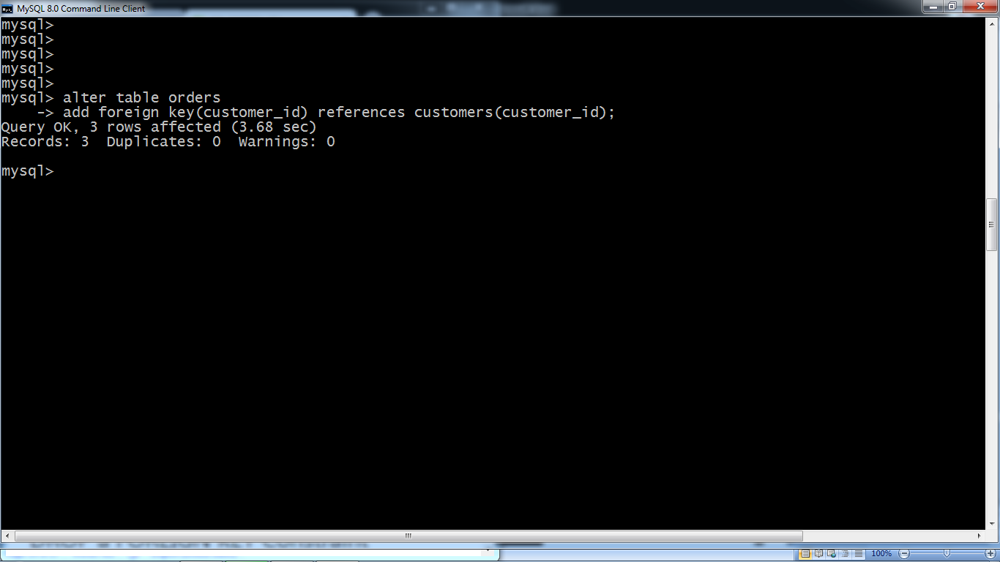 MySQL 8.0 Command Line Client
mysql>
mysql>
mysql>
mysql>
mysql>
mysql> alter table orders
    -> add foreign key(customer_id) references customers(customer_id);
Query OK, 3 rows affected (3.68 sec)
Records: 3  Duplicates: 0  Warnings: 0
mysql>
100%